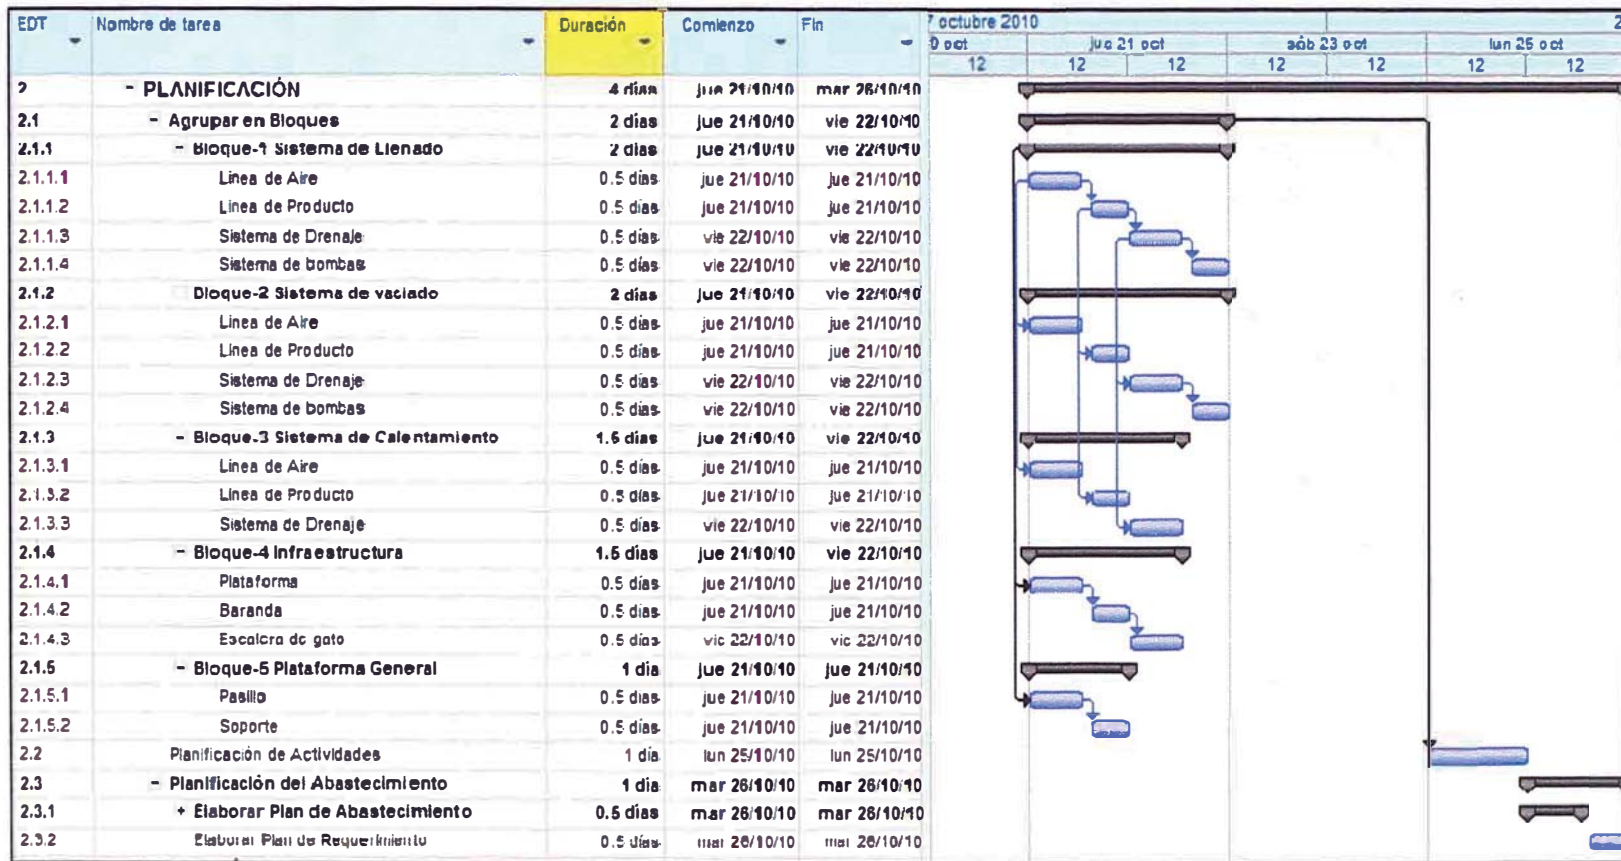 EDT Nombre de tarea Duración Comienzo Fin 7 octubre 2010 2
0 oct jue 21 oct sáb 23 oct lun 25 oct
12 12 12 12 12 12 12
2 - PLANIFICACIÓN 4 días jue 21/10/10 mar 26/10/10
2.1 - Agrupar en Bloques 2 días jue 21/10/10 vie 22/10/10
2.1.1 - Bloque-1 Sistema de Llenado 2 días jue 21/10/10 vie 22/10/10
2.1.1.1 Linea de Aire 0.5 días jue 21/10/10 jue 21/10/10
2.1.1.2 Linea de Producto 0.5 días jue 21/10/10 jue 21/10/10
2.1.1.3 Sistema de Drenaje 0.5 días vie 22/10/10 vie 22/10/10
2.1.1.4 Sistema de bombas 0.5 días vie 22/10/10 vie 22/10/10
2.1.2 Bloque-2 Sistema de vaciado 2 días jue 21/10/10 vie 22/10/10
2.1.2.1 Linea de Aire 0.5 días jue 21/10/10 jue 21/10/10
2.1.2.2 Linea de Producto 0.5 días jue 21/10/10 jue 21/10/10
2.1.2.3 Sistema de Drenaje 0.5 días vie 22/10/10 vie 22/10/10
2.1.2.4 Sistema de bombas 0.5 días vie 22/10/10 vie 22/10/10
2.1.3 - Bloque-3 Sistema de Calentamiento 1.5 días jue 21/10/10 vie 22/10/10
2.1.3.1 Linea de Aire 0.5 días jue 21/10/10 jue 21/10/10
2.1.3.2 Linea de Producto 0.5 días jue 21/10/10 jue 21/10/10
2.1.3.3 Sistema de Drenaje 0.5 días vie 22/10/10 vie 22/10/10
2.1.4 - Bloque-4 Infraestructura 1.5 días jue 21/10/10 vie 22/10/10
2.1.4.1 Plataforma 0.5 días jue 21/10/10 jue 21/10/10
2.1.4.2 Baranda 0.5 días jue 21/10/10 jue 21/10/10
2.1.4.3 Escalera de gato 0.5 días vie 22/10/10 vie 22/10/10
2.1.5 - Bloque-5 Plataforma General 1 día jue 21/10/10 jue 21/10/10
2.1.5.1 Pasillo 0.5 días jue 21/10/10 jue 21/10/10
2.1.5.2 Soporte 0.5 días jue 21/10/10 jue 21/10/10
2.2 Planificación de Actividades 1 día lun 25/10/10 lun 25/10/10
2.3 - Planificación del Abastecimiento 1 día mar 26/10/10 mar 26/10/10
2.3.1 + Elaborar Plan de Abastecimiento 0.5 días mar 26/10/10 mar 26/10/10
2.3.2 Elaborar Plan de Requerimiento 0.5 días mar 26/10/10 mar 26/10/10